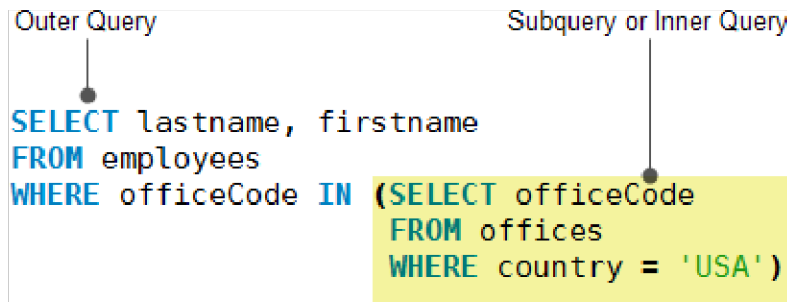 Outer Query
Subquery or Inner Query
SELECT lastname, firstname
FROM employees
WHERE officeCode IN (SELECT officeCode
FROM offices
WHERE country = 'USA')